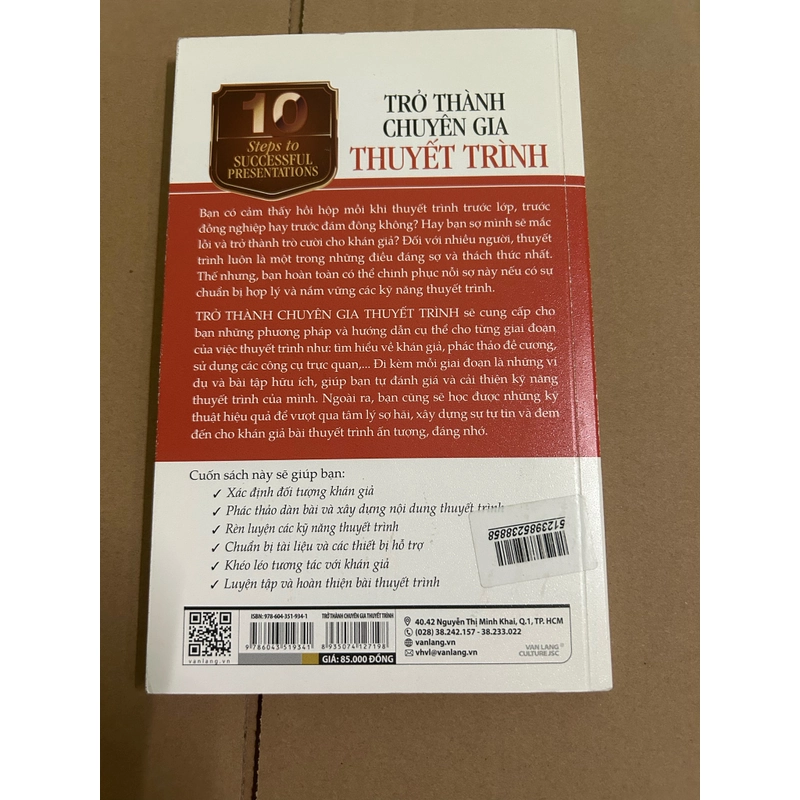 10
Steps to
SUCCESSFUL
PRESENTATIONS
TRỞ THÀNH
CHUYÊN GIA
THUYẾT TRÌNH
Bạn có cảm thấy hồi hộp mỗi khi thuyết trình trước lớp, trước
đồng nghiệp hay trước đám đông không? Hay bạn sợ mình sẽ mắc
lỗi và trở thành trò cười cho khán giả? Đối với nhiều người, thuyết
trình luôn là một trong những điều đáng sợ và thách thức nhất.
Thế nhưng, bạn hoàn toàn có thể chinh phục nỗi sợ này nếu có sự
chuẩn bị hợp lý và nắm vững các kỹ năng thuyết trình.
TRỞ THÀNH CHUYÊN GIA THUYẾT TRÌNH sẽ cung cấp cho
bạn những phương pháp và hướng dẫn cụ thể cho từng giai đoạn
của việc thuyết trình như: tìm hiểu về khán giả, phác thảo đề cương,
sử dụng các công cụ trực quan,... Đi kèm mỗi giai đoạn là những ví
dụ và bài tập hữu ích, giúp bạn tự đánh giá và cải thiện kỹ năng
thuyết trình của mình. Ngoài ra, bạn cũng sẽ học được những kỹ
thuật hiệu quả để vượt qua tâm lý sợ hãi, xây dựng sự tự tin và đem
đến cho khán giả bài thuyết trình ấn tượng, đáng nhớ.
Cuốn sách này sẽ giúp bạn:
✓ Xác định đối tượng khán giả
✓ Phác thảo dàn bài và xây dựng nội dung thuyết trình
✓ Rèn luyện các kỹ năng thuyết trình
✓ Chuẩn bị tài liệu và các thiết bị hỗ trợ
✓ Khéo léo tương tác với khán giả
✓ Luyện tập và hoàn thiện bài thuyết trình
5123985238858
vanlang.vn
ISBN: 978-604-351-934-1
9 786043 519341
TRỞ THÀNH CHUYÊN GIA THUYẾT TRÌNH
8 935074 127198
GIÁ: 85.000 ĐỒNG
40.42 Nguyễn Thị Minh Khai, Q.1, TP. HCM
(028) 38.242.157 - 38.233.022
vanlang.vn
vhvl@vanlang.vn
VAN LANG®
CULTURE JSC